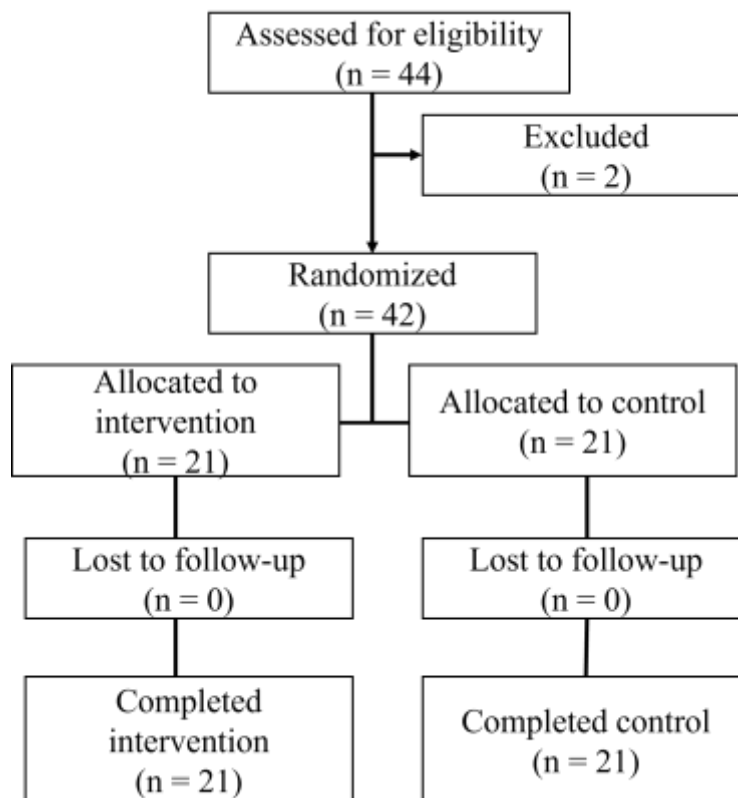 Assessed for eligibility
(n = 44)
Excluded
(n = 2)
Randomized
(n = 42)
Allocated to
intervention
(n = 21)
Allocated to control
(n = 21)
Lost to follow-up
(n = 0)
Lost to follow-up
(n = 0)
Completed
intervention
(n = 21)
Completed control
(n = 21)